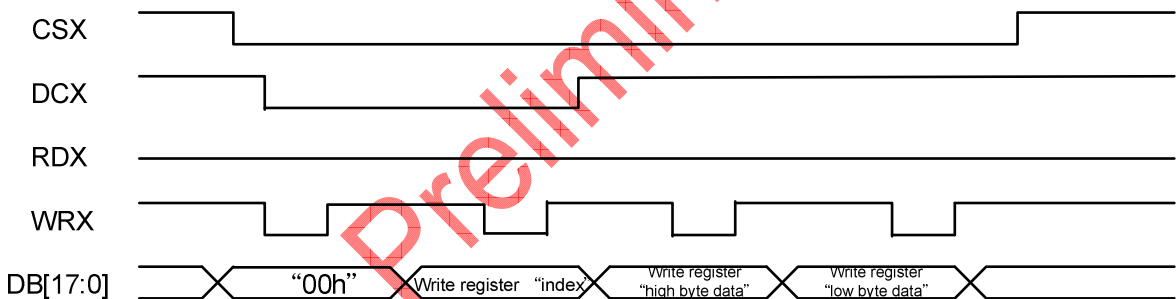 CSX
DCX
RDX
WRX
DB[17:0]
“00h”
Write register “index”
Write register
“high byte data”
Write register
“low byte data”
Prelimi